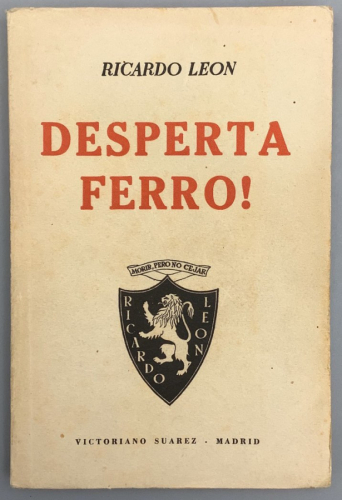 RICARDO LEON
DESPERTA
FERRO!
MORIR, PERO NO CEJAR
RICARDO
LEON
VICTORIANO SUAREZ - MADRID